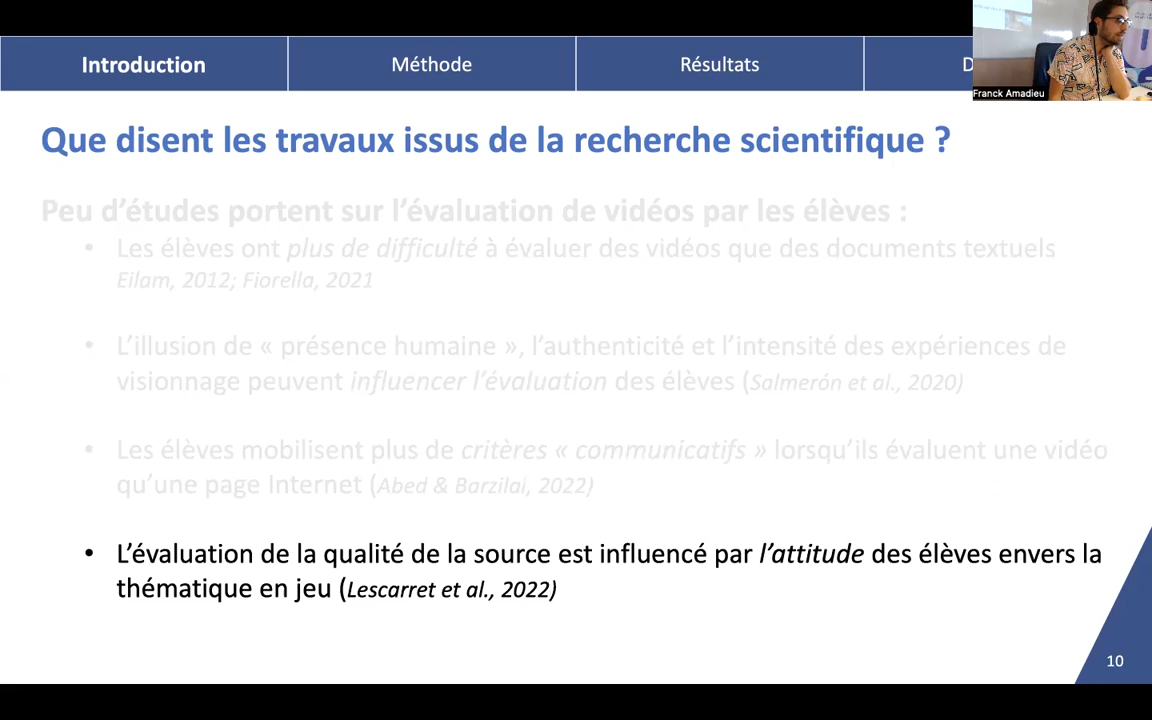 Introduction
Méthode
Résultats
D
Franck Amadieu
Que disent les travaux issus de la recherche scientifique ?
Peu d'études portent sur l'évaluation de vidéos par les élèves :
• Les élèves ont plus de difficulté à évaluer des vidéos que des documents textuels
Eilam, 2012; Fiorella, 2021
• L'illusion de « présence humaine », l'authenticité et l'intensité des expériences de
visionnage peuvent influencer l'évaluation des élèves (Salmerón et al., 2020)
• Les élèves mobilisent plus de critères « communicatifs » lorsqu'ils évaluent une vidéo
qu'une page Internet (Abed & Barzilai, 2022)
• L'évaluation de la qualité de la source est influencé par l'attitude des élèves envers la
thématique en jeu (Lescarret et al., 2022)
10